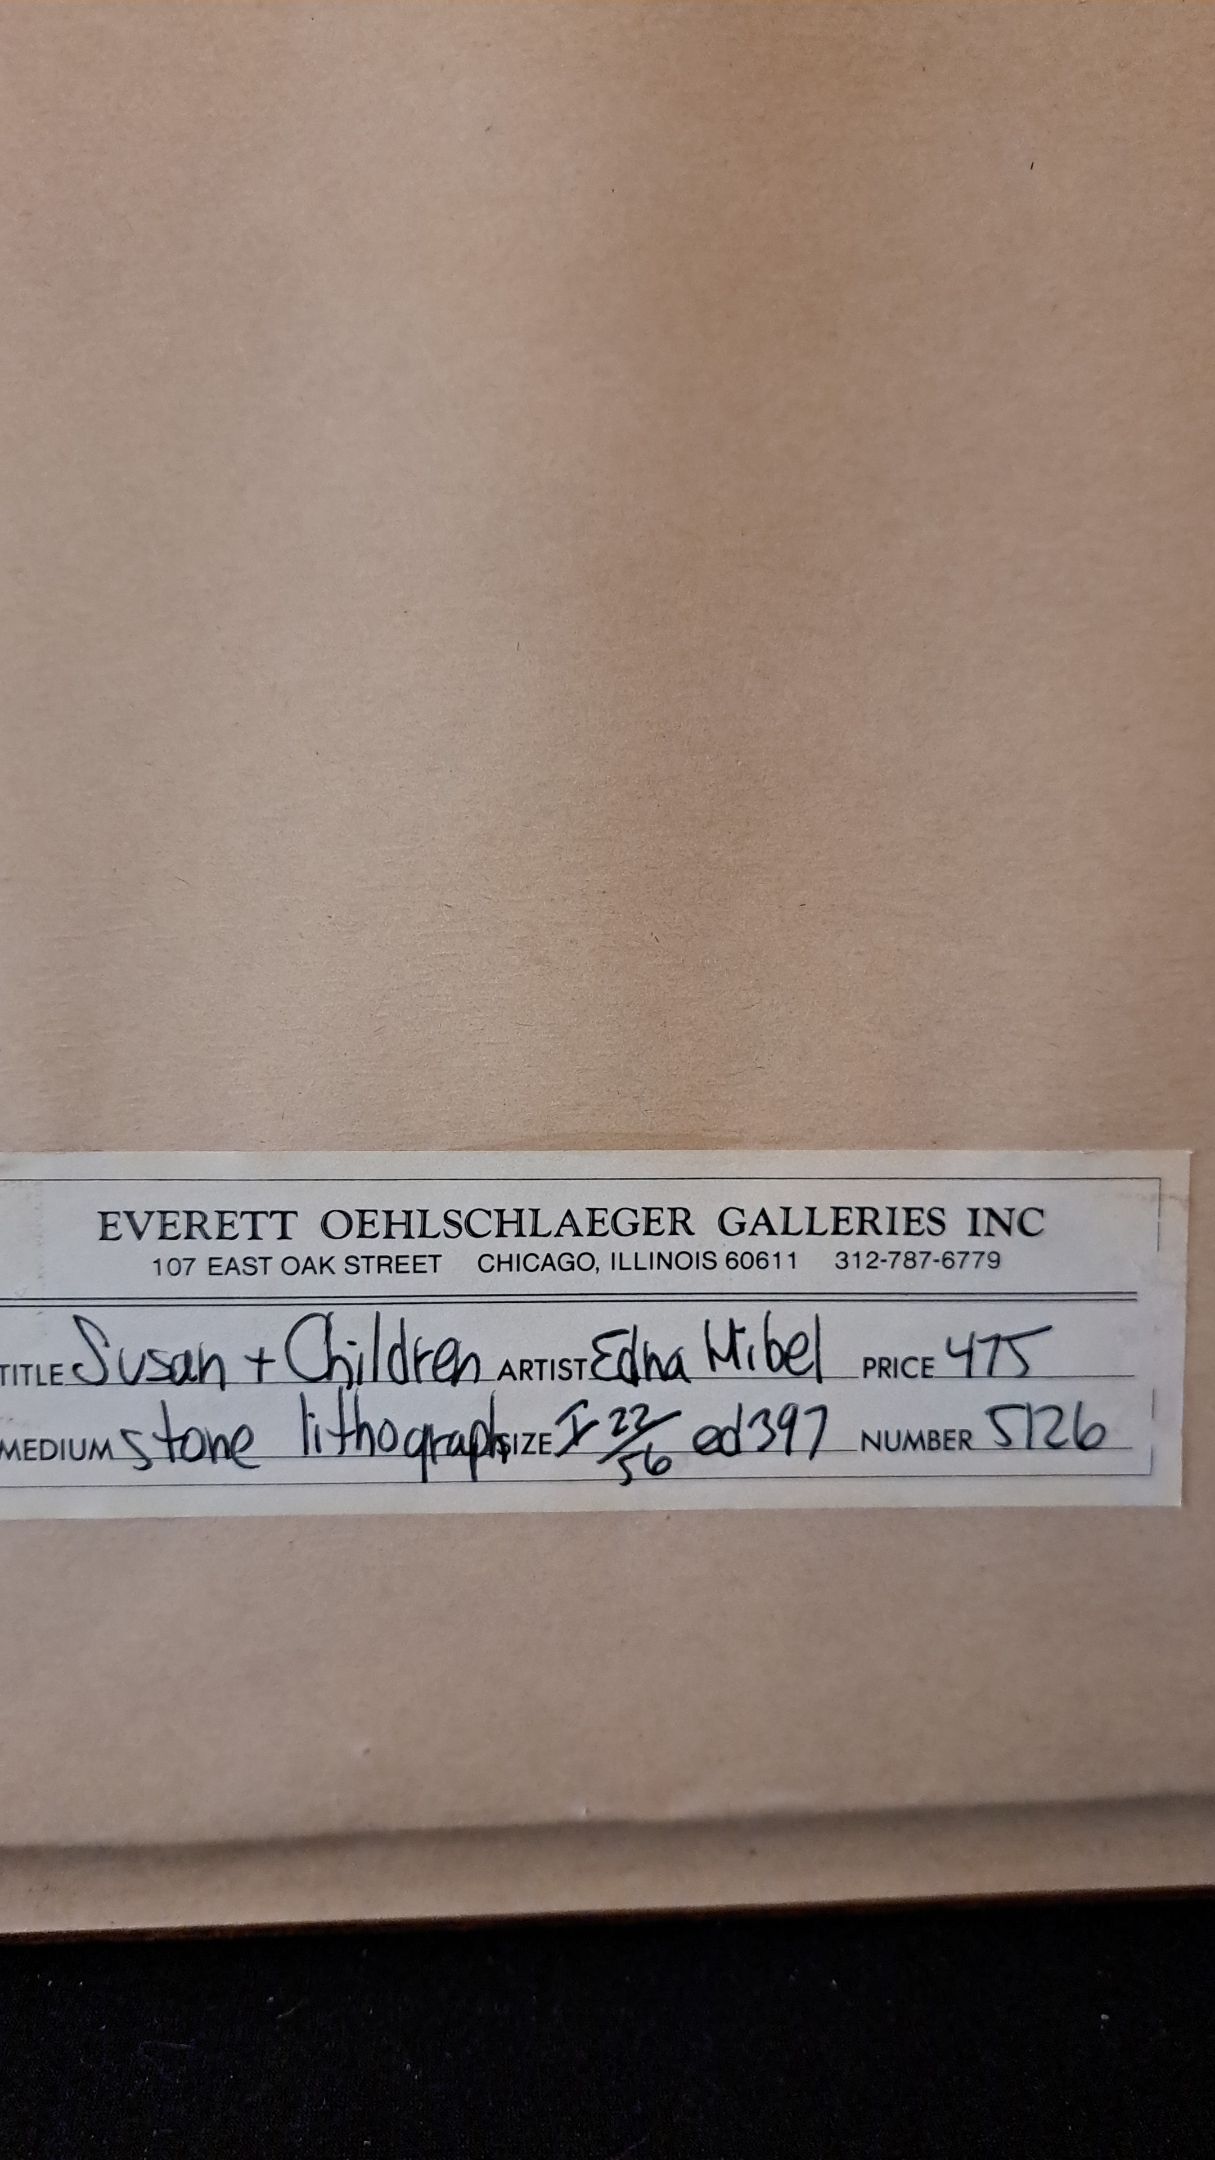 EVERETT OEHLSCHLAEGER GALLERIES INC
107 EAST OAK STREET CHICAGO, ILLINOIS 60611 312-787-6779
TITLE Susan + Children ARTIST Edna Hibel PRICE 475
MEDIUM stone lithograph SIZE I 22/56 ed 397 NUMBER 5126